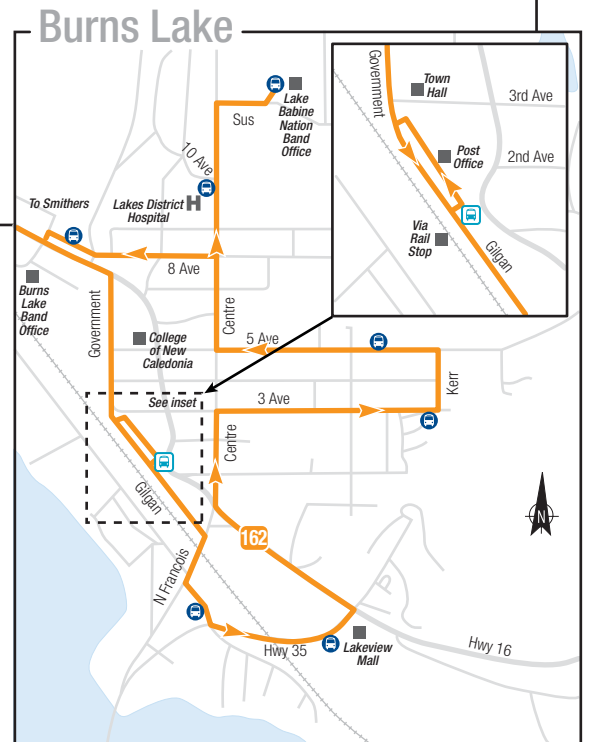 Burns Lake
Lake
Babine
Nation
Band
Office
Sus
10 Ave
To Smithers
Lakes District
Hospital
H
8 Ave
Burns
Lake
Band
Office
Government
Centre
College
of New
Caledonia
5 Ave
Kerr
See inset
3 Ave
Centre
Gilgan
162
N Francois
Hwy 35
Lakeview
Mall
Hwy 16
N
Government
Town
Hall
3rd Ave
Post
Office
2nd Ave
Via
Rail
Stop
Gilgan